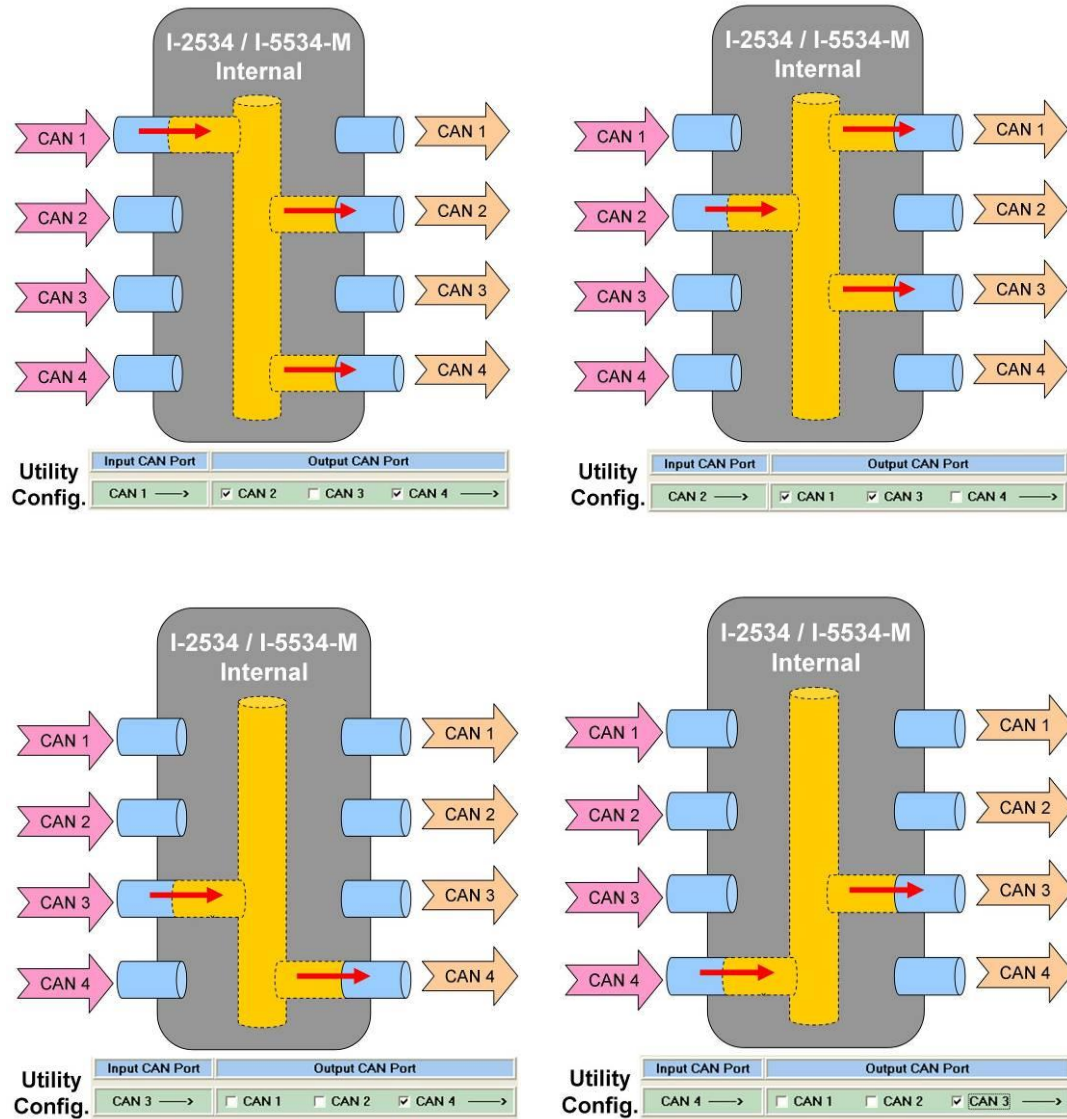 I-2534 / I-5534-M
Internal
CAN 1
CAN 2
CAN 3
CAN 4
CAN 1
CAN 2
CAN 3
CAN 4
Utility
Config.
Input CAN Port Output CAN Port
CAN 1 CAN 2 CAN 3 CAN 4
I-2534 / I-5534-M
Internal
CAN 1
CAN 2
CAN 3
CAN 4
CAN 1
CAN 2
CAN 3
CAN 4
Utility
Config.
Input CAN Port Output CAN Port
CAN 2 CAN 1 CAN 3 CAN 4
I-2534 / I-5534-M
Internal
CAN 1
CAN 2
CAN 3
CAN 4
CAN 1
CAN 2
CAN 3
CAN 4
Utility
Config.
Input CAN Port Output CAN Port
CAN 3 CAN 1 CAN 2 CAN 4
I-2534 / I-5534-M
Internal
CAN 1
CAN 2
CAN 3
CAN 4
CAN 1
CAN 2
CAN 3
CAN 4
Utility
Config.
Input CAN Port Output CAN Port
CAN 4 CAN 1 CAN 2 CAN 3